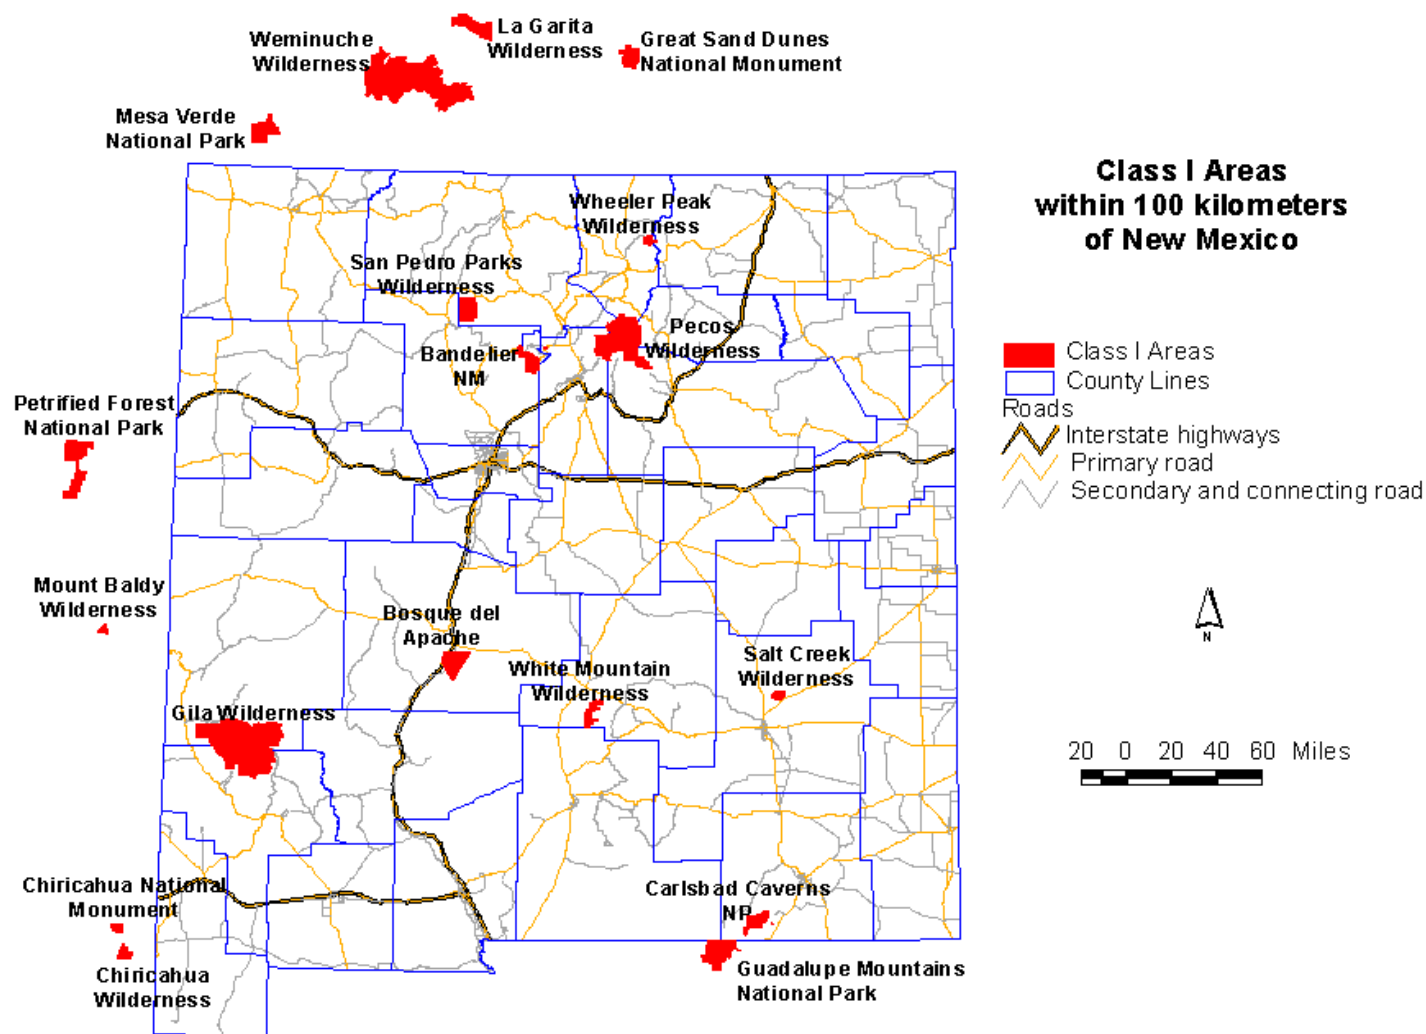 La Garita
Wilderness
Weminuche
Wilderness
Great Sand Dunes
National Monument
Mesa Verde
National Park
Class I Areas
within 100 kilometers
of New Mexico
Wheeler Peak
Wilderness
San Pedro Parks
Wilderness
Pecos
Wilderness
Bandelier
NM
Class I Areas
County Lines
Roads
Interstate highways
Primary road
Secondary and connecting road
Petrified Forest
National Park
Mount Baldy
Wilderness
Bosque del
Apache
N
White Mountain
Wilderness
Salt Creek
Wilderness
Gila Wilderness
20 0 20 40 60 Miles
Chiricahua National
Monument
Carlsbad Caverns
NP
Chiricahua
Wilderness
Guadalupe Mountains
National Park